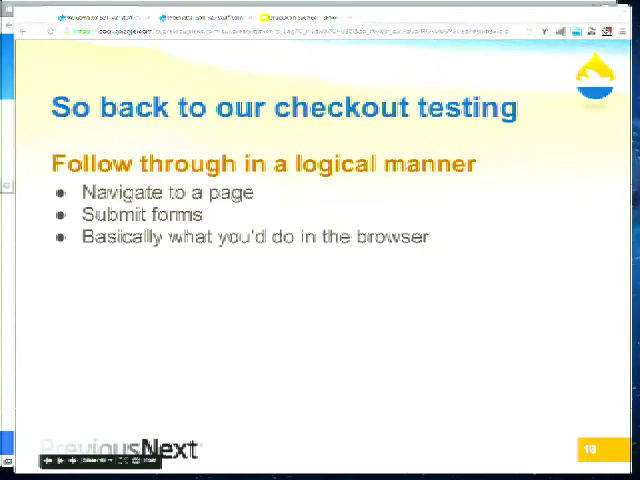 So back to our checkout testing
Follow through in a logical manner
● Navigate to a page
● Submit forms
● Basically what you'd do in the browser
PreviousNext
18